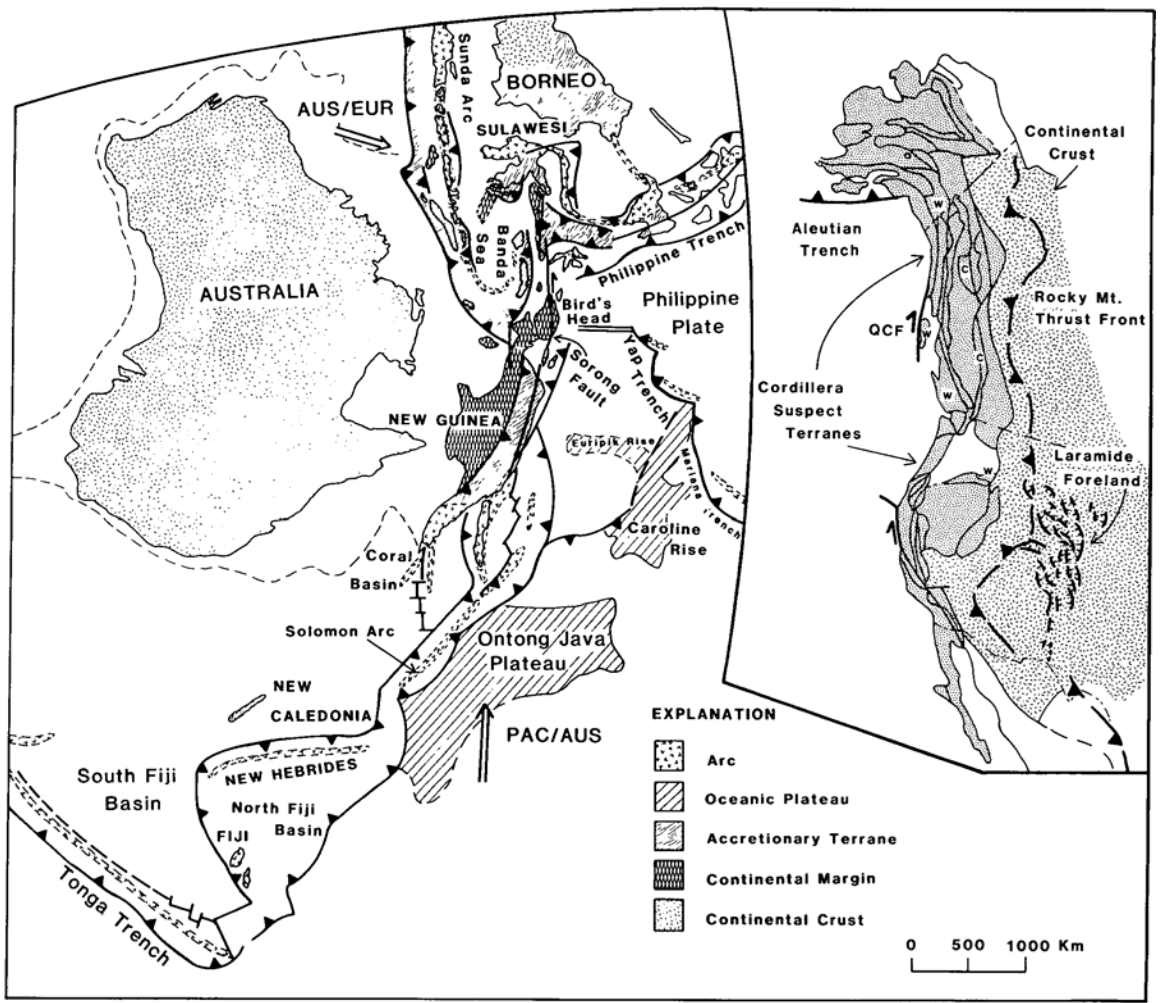 Sunda Arc
BORNEO
AUS/EUR
SULAWESI
Banda
Sea
Philippine Trench
AUSTRALIA
Bird's
Head
Philippine
Plate
Sorong
Fault
Yap Trench
NEW GUINEA
Euripik Rise
Mariana
Trench
Caroline
Rise
Coral
Basin
Solomon Arc
Ontong Java
Plateau
NEW
CALEDONIA
PAC/AUS
South Fiji
Basin
NEW HEBRIDES
North Fiji
Basin
FIJI
Tonga Trench
Continental
Crust
Aleutian
Trench
W
C
Rocky Mt.
Thrust Front
QCF
W
C
Cordillera
Suspect
Terranes
W
Laramide
Foreland
W
EXPLANATION
Arc
Oceanic Plateau
Accretionary Terrane
Continental Margin
Continental Crust
0 500 1000 Km